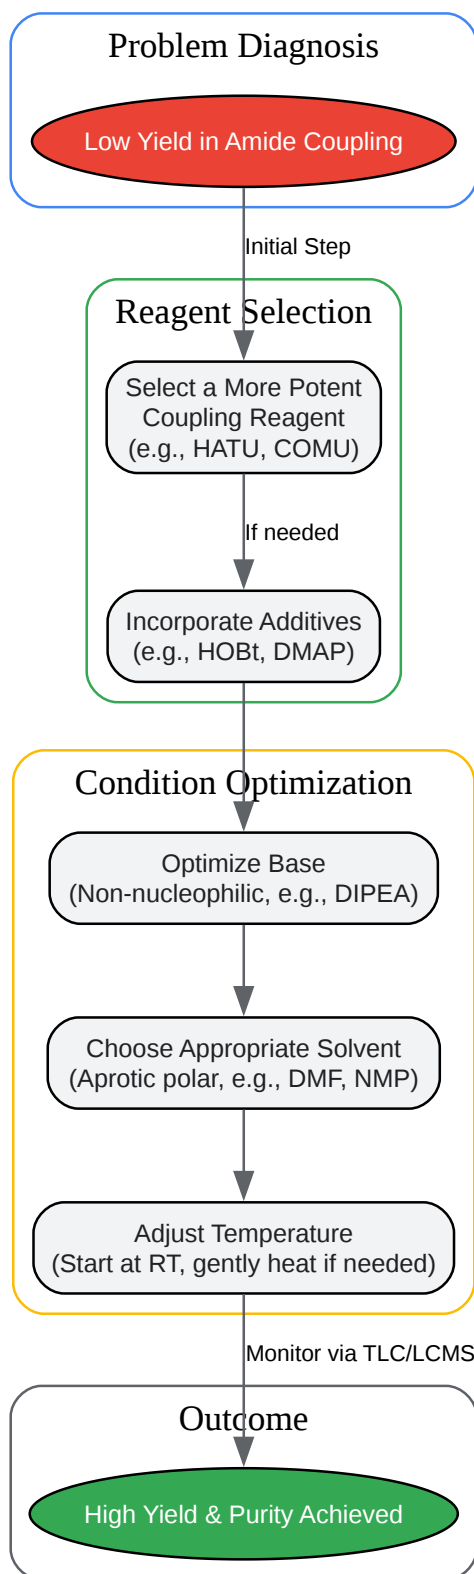 Problem Diagnosis
Low Yield in Amide Coupling
Initial Step
Reagent Selection
Select a More Potent
Coupling Reagent
(e.g., HATU, COMU)
If needed
Incorporate Additives
(e.g., HOBt, DMAP)
Condition Optimization
Optimize Base
(Non-nucleophilic, e.g., DIPEA)
Choose Appropriate Solvent
(Aprotic polar, e.g., DMF, NMP)
Adjust Temperature
(Start at RT, gently heat if needed)
Monitor via TLC/LCMS
Outcome
High Yield & Purity Achieved